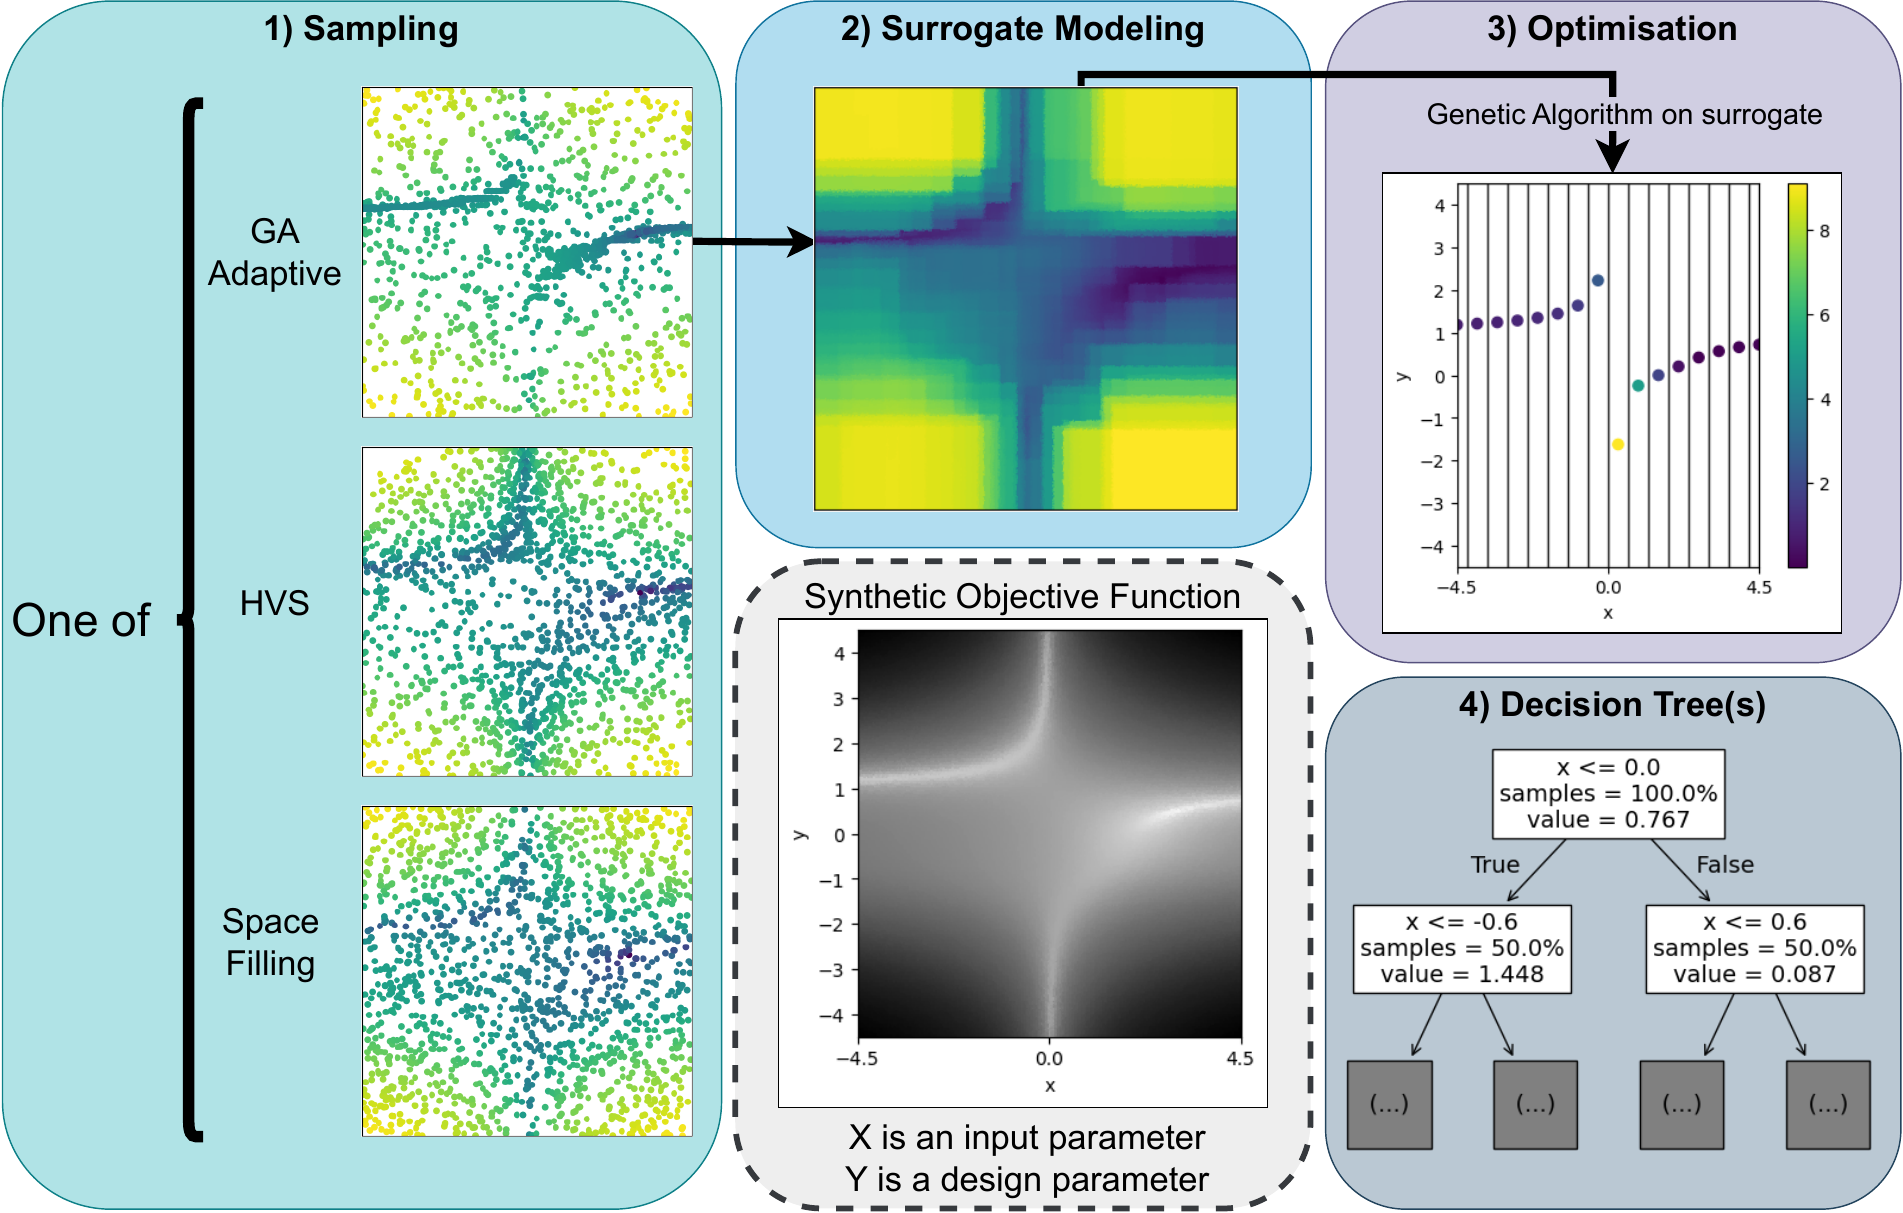 1) Sampling
One of
GA
Adaptive
HVS
Space
Filling
2) Surrogate Modeling
Synthetic Objective Function
4
3
2
1
0
−1
−2
−3
−4
y
−4.5 0.0 4.5
x
X is an input parameter
Y is a design parameter
3) Optimisation
Genetic Algorithm on surrogate
4
3
2
1
0
−1
−2
−3
−4
y
−4.5 0.0 4.5
x
8
6
4
2
4) Decision Tree(s)
x <= 0.0
samples = 100.0%
value = 0.767
True False
x <= -0.6
samples = 50.0%
value = 1.448
x <= 0.6
samples = 50.0%
value = 0.087
(...) (...) (...) (...)